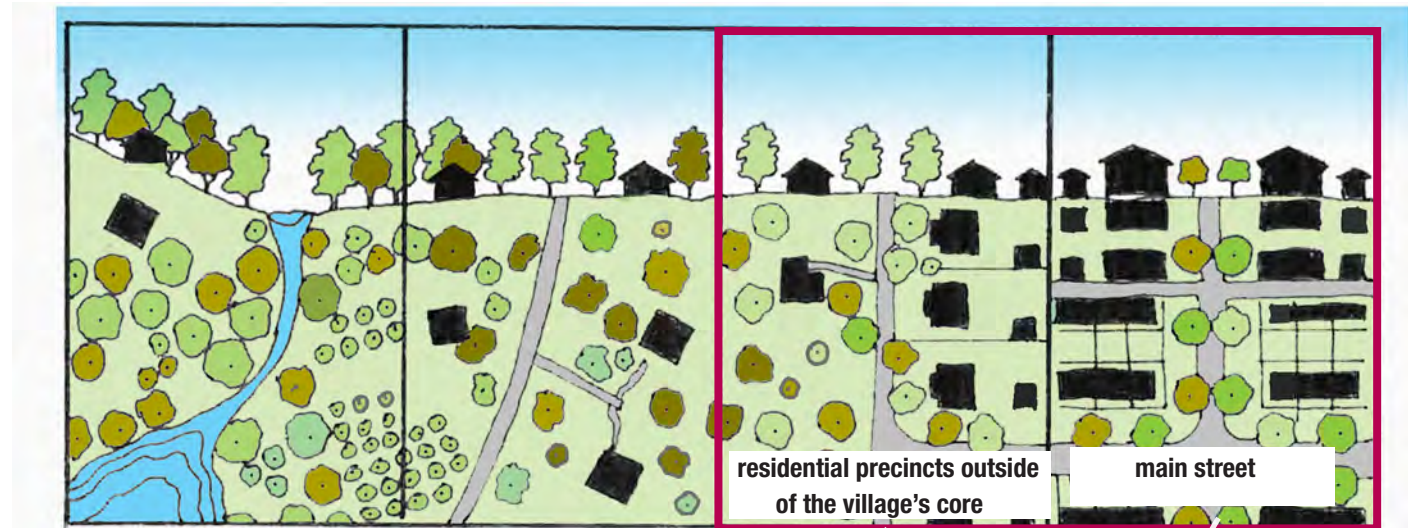 residential precincts outside
of the village's core
main street